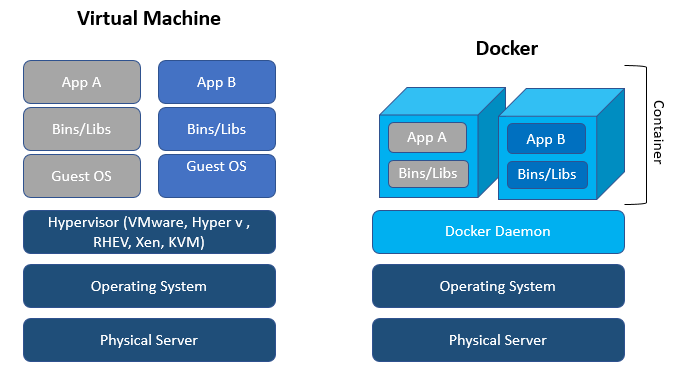 Virtual Machine
App A
App B
Bins/Libs
Bins/Libs
Guest OS
Guest OS
Hypervisor (VMware, Hyper v ,
RHEV, Xen, KVM)
Operating System
Physical Server
Docker
App A
App B
Bins/Libs
Bins/Libs
Container
Docker Daemon
Operating System
Physical Server